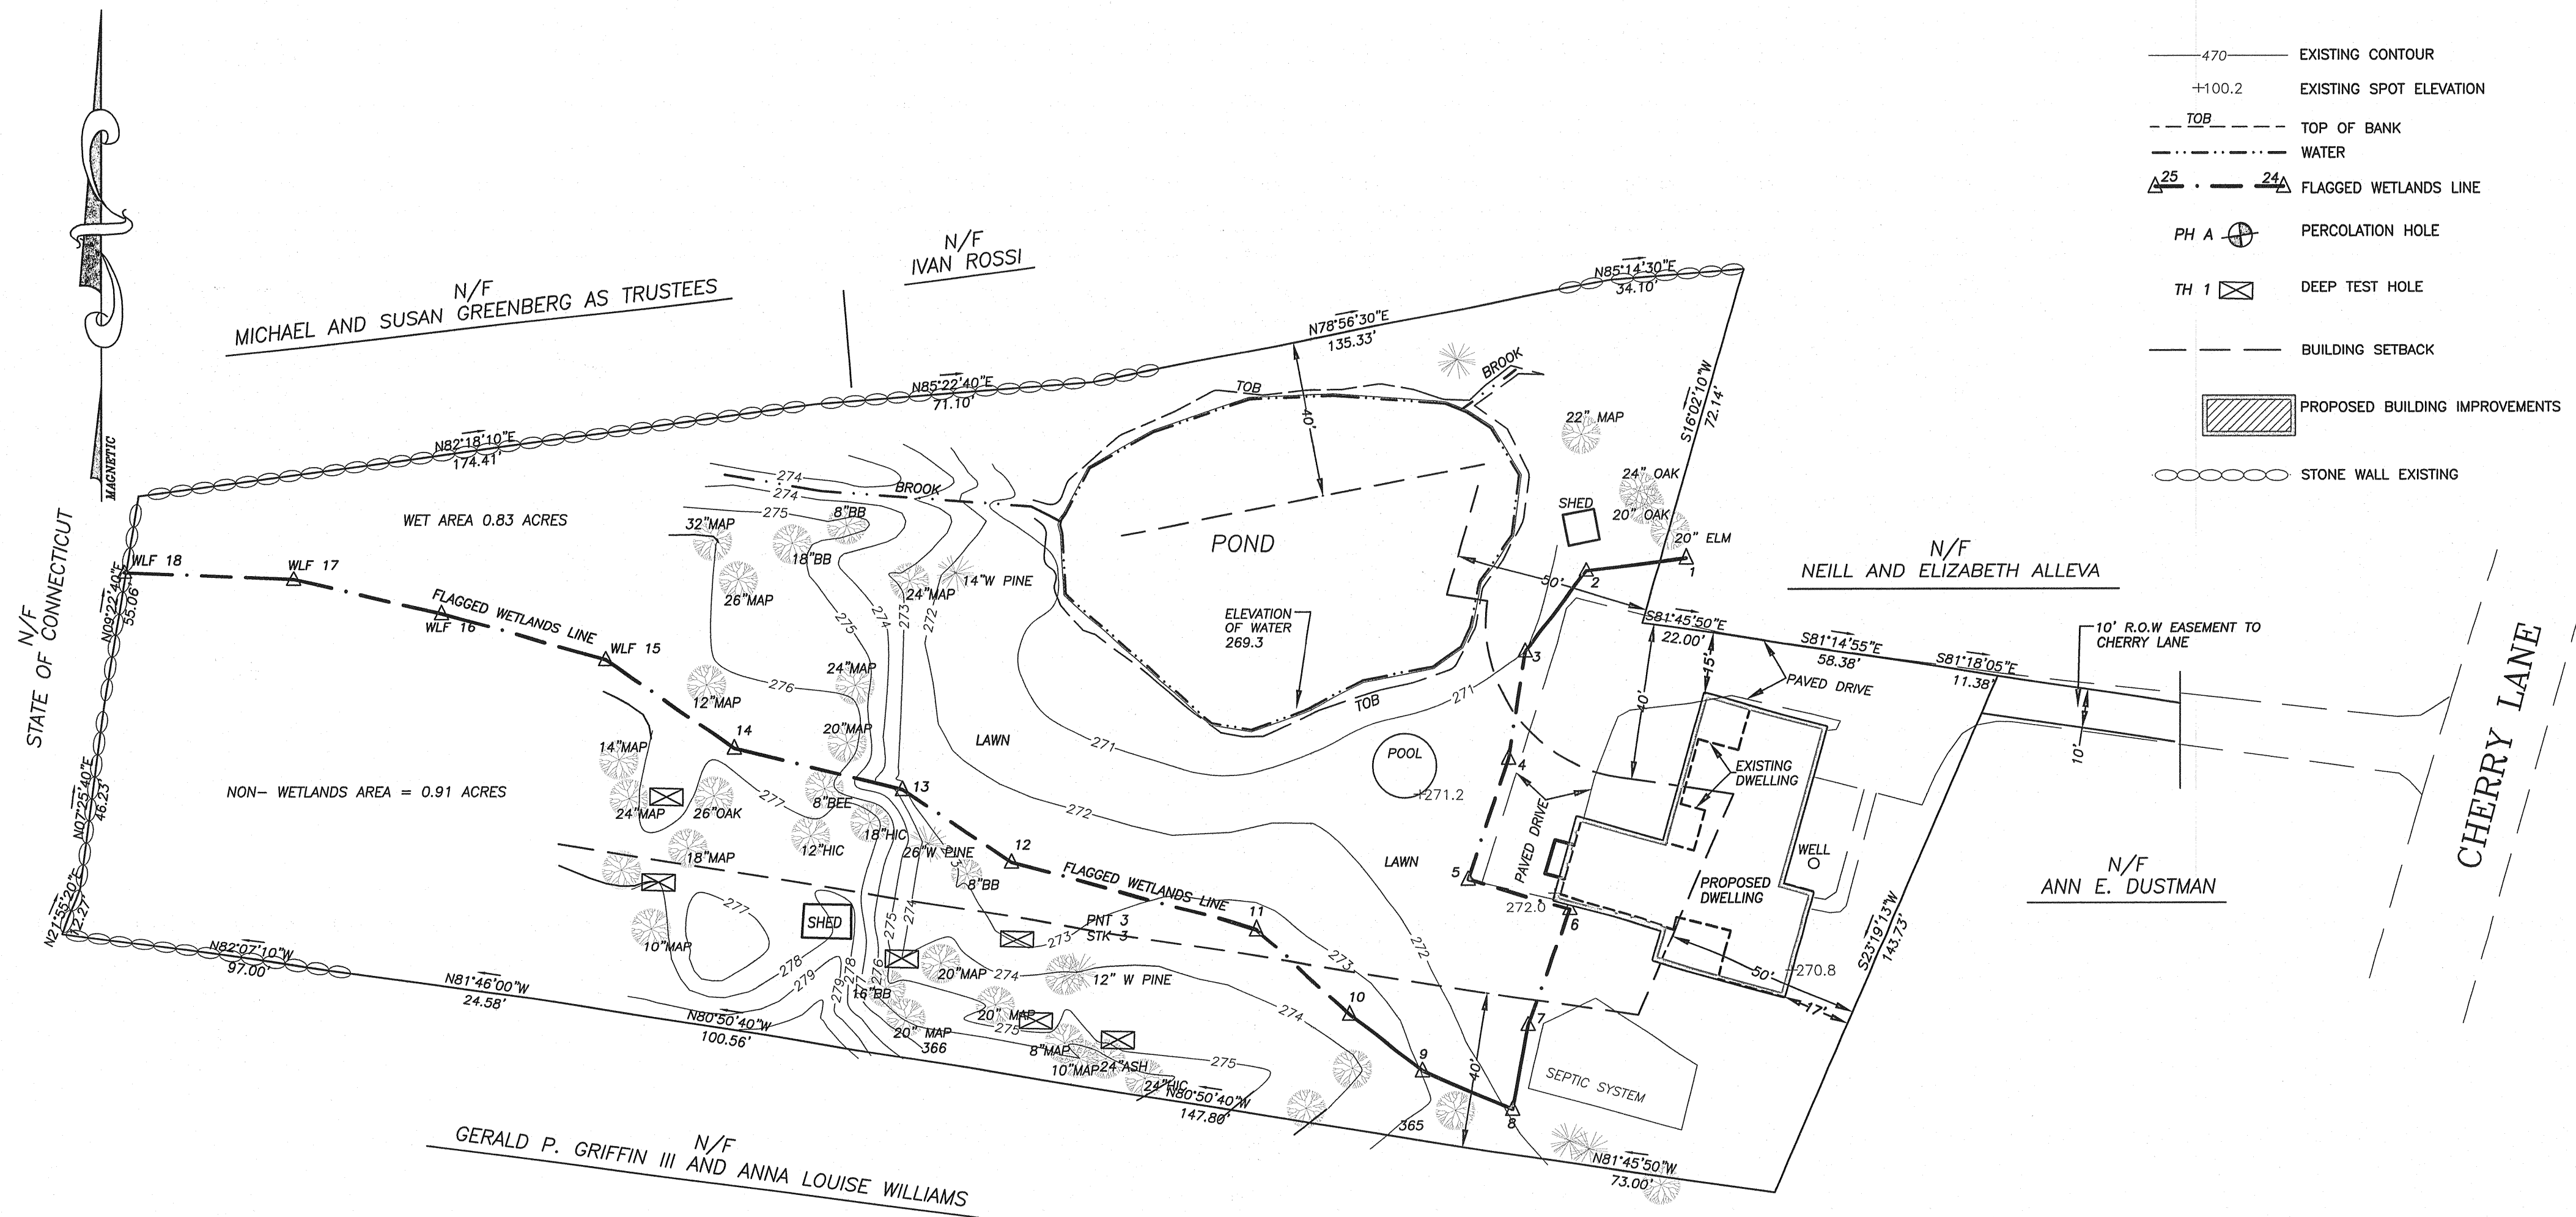 470
EXISTING CONTOUR
+100.2
EXISTING SPOT ELEVATION
TOB
TOP OF BANK
WATER
25
24
FLAGGED WETLANDS LINE
PH A
PERCOLATION HOLE
TH 1
DEEP TEST HOLE
BUILDING SETBACK
PROPOSED BUILDING IMPROVEMENTS
STONE WALL EXISTING
MAGNETIC
N/F
MICHAEL AND SUSAN GREENBERG AS TRUSTEES
N/F
IVAN ROSSI
N85°14'30"E
34.10'
N78°56'30"E
135.33'
N85°22'40"E
71.10'
N82°18'10"E
174.41'
S16°02'10"W
72.14'
40'
TOB
BROOK
22" MAP
24" OAK
20" OAK
SHED
20" ELM
1
2
3
4
5
6
7
8
9
10
11
12
13
14
WLF 15
WLF 16
WLF 17
WLF 18
WET AREA 0.83 ACRES
FLAGGED WETLANDS LINE
274
274
275
BROOK
32"MAP
8"BB
18"BB
26"MAP
24"MAP
14"W PINE
275
274
273
272
POND
ELEVATION
OF WATER
269.3
TOB
271
50'
N/F
NEILL AND ELIZABETH ALLEVA
S81°45'50"E
22.00'
S81°14'55"E
58.38'
S81°18'05"E
11.38'
10' R.O.W EASEMENT TO
CHERRY LANE
10'
CHERRY LANE
15'
40'
PAVED DRIVE
N/F
STATE OF CONNECTICUT
N09°22'40"E
55.06'
N07°25'40"E
46.23'
N21°55'20"E
12.27'
NON- WETLANDS AREA = 0.91 ACRES
12"MAP
276
24"MAP
20"MAP
14"MAP
24"MAP
26"OAK
277
8"BEE
18"HIC
12"HIC
26"W PINE
18"MAP
8"BB
LAWN
271
272
POOL
+271.2
LAWN
PAVED DRIVE
EXISTING
DWELLING
PROPOSED
DWELLING
WELL
N/F
ANN E. DUSTMAN
S23°19'13"W
143.73'
272.0
50'
+270.8
17'
FLAGGED WETLANDS LINE
PNT 3
STK 3
273
277
SHED
275
274
10"MAP
278
279
279
278
277
276
16"BB
20"MAP
274
12" W PINE
273
272
274
20" MAP
275
20" MAP
366
8"MAP
10"MAP
24"ASH
24"HIC
275
40'
365
SEPTIC SYSTEM
N82°07'10"W
97.00'
N81°46'00"W
24.58'
N80°50'40"W
100.56'
N80°50'40"W
147.80'
N81°45'50"W
73.00'
N/F
GERALD P. GRIFFIN III AND ANNA LOUISE WILLIAMS